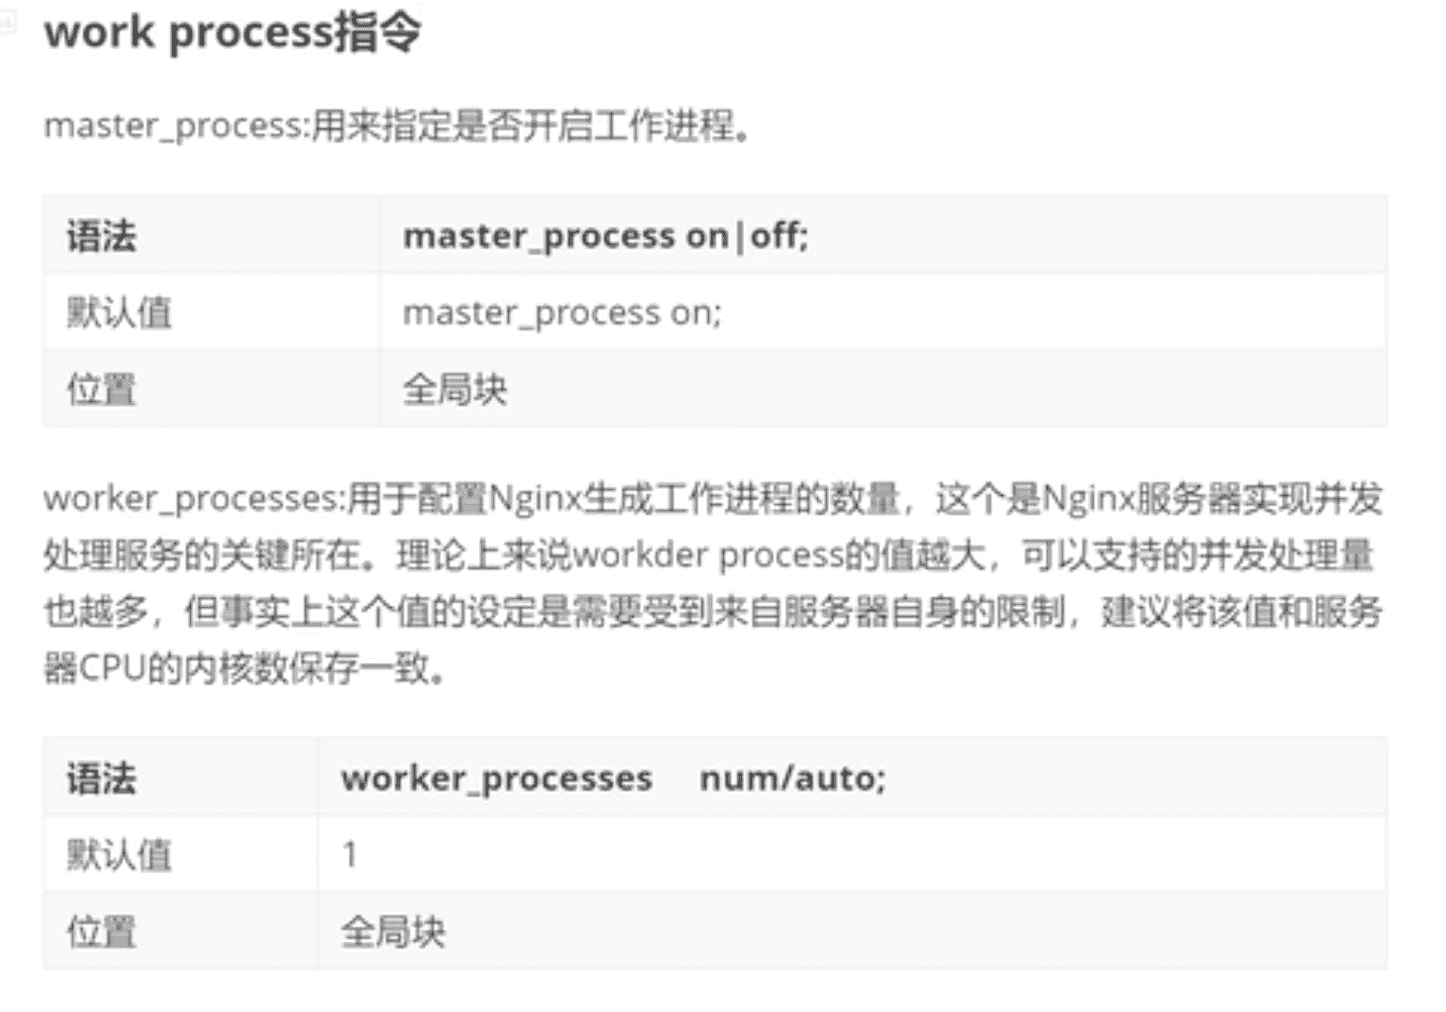 work process指令
master_process:用来指定是否开启工作进程。
语法 master_process on|off;
默认值 master_process on;
位置 全局块
worker_processes:用于配置Nginx生成工作进程的数量，这个是Nginx服务器实现并发
处理服务的关键所在。理论上来说workder process的值越大，可以支持的并发处理量
也越多，但事实上这个值的设定是需要受到来自服务器自身的限制，建议将该值和服务
器CPU的内核数保存一致。
语法 worker_processes num/auto;
默认值 1
位置 全局块